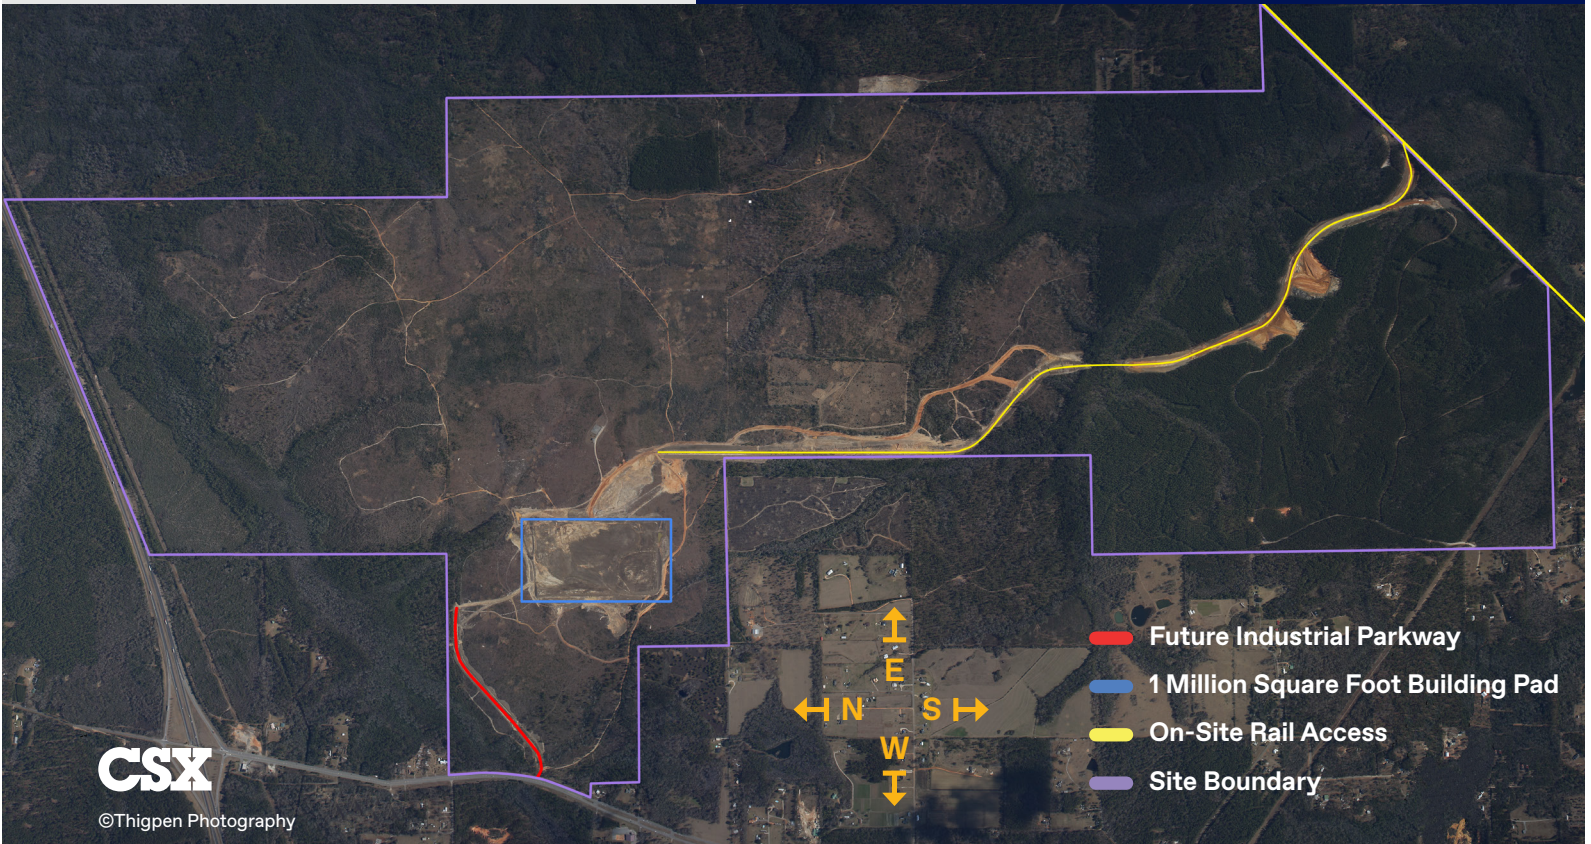 E
N S
W
Future Industrial Parkway
1 Million Square Foot Building Pad
On-Site Rail Access
Site Boundary
CSX
©Thigpen Photography